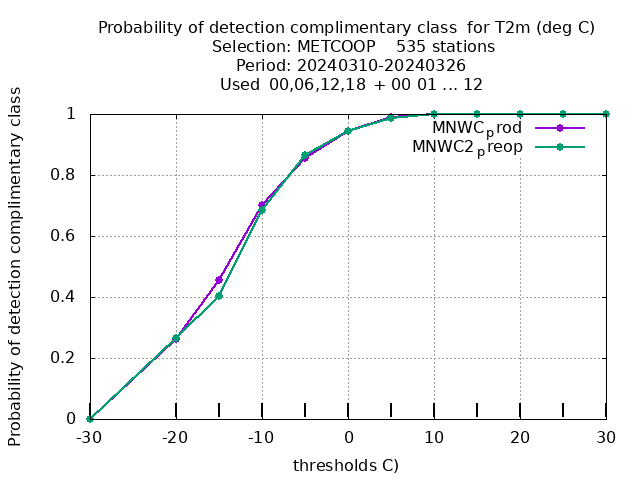 Probability of detection complimentary class  for T2m (deg C)
Selection: METCOOP    535 stations
Period: 20240310-20240326
Used  00,06,12,18  + 00 01 ... 12
Probability of detection complimentary class
1
0.8
0.6
0.4
0.2
0
MNWCprod
MNWC2preop
-30 -20 -10 0 10 20 30
thresholds C)